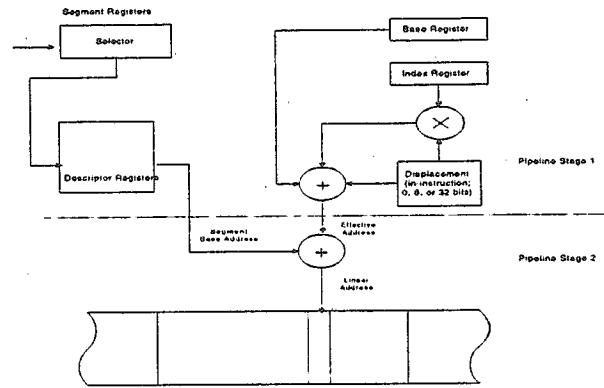 Segment Registers
Selector
Base Register
Index Register
Descriptor Registers
Displacement
(in-instruction;
0, 8, or 32 bits)
Pipeline Stage 1
Segment
Base Address
Effective
Address
Pipeline Stage 2
Linear
Address